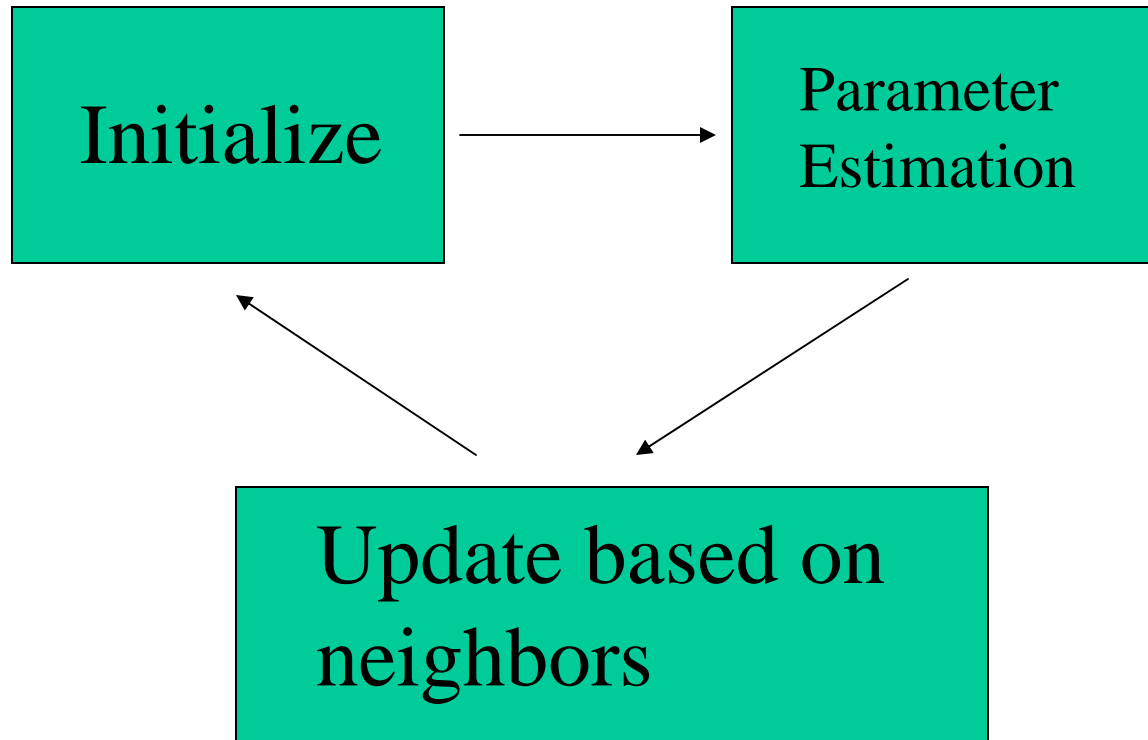 Initialize
Parameter
Estimation
Update based on
neighbors